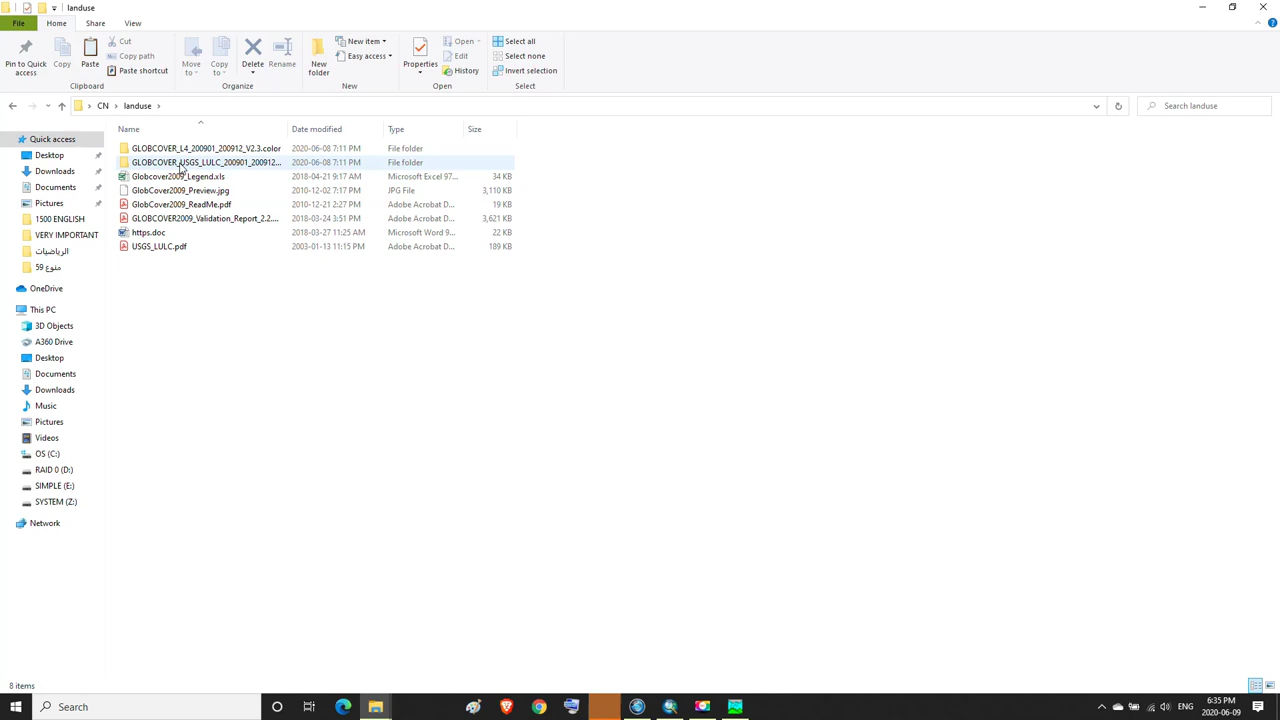 landuse
File
Home
Share
View
Pin to Quick access
Copy
Paste
Cut
Copy path
Paste shortcut
Clipboard
Move to
Copy to
Delete
Rename
Organize
New folder
New item
Easy access
New
Properties
Open
Edit
History
Open
Select all
Select none
Invert selection
Select
CN
landuse
Search landuse
Name
Date modified
Type
Size
GLOBCOVER_L4_200901_200912_V2.3.color 2020-06-08 7:11 PM File folder
GLOBCOVER_USGS_LULC_200901_200912... 2020-06-08 7:11 PM File folder
Globcover2009_Legend.xls 2018-04-21 9:17 AM Microsoft Excel 97... 34 KB
GlobCover2009_Preview.jpg 2010-12-02 2:17 PM JPG File 3,110 KB
GlobCover2009_ReadMe.pdf 2010-12-21 2:17 PM Adobe Acrobat D... 19 KB
GLOBCOVER2009_Validation_Report_2.2.... 2018-03-24 3:51 PM Adobe Acrobat D... 3,621 KB
https.doc 2018-03-27 11:25 AM Microsoft Word 9... 22 KB
USGS_LULC.pdf 2003-01-13 11:15 PM Adobe Acrobat D... 189 KB
Quick access
Desktop
Downloads
Documents
Pictures
1500 ENGLISH
VERY IMPORTANT
الرياضيات
منوع 59
OneDrive
This PC
3D Objects
A360 Drive
Desktop
Documents
Downloads
Music
Pictures
Videos
OS (C:)
RAID 0 (D:)
SIMPLE (E:)
SYSTEM (Z:)
Network
8 items
Search
ENG
6:35 PM
2020-06-09